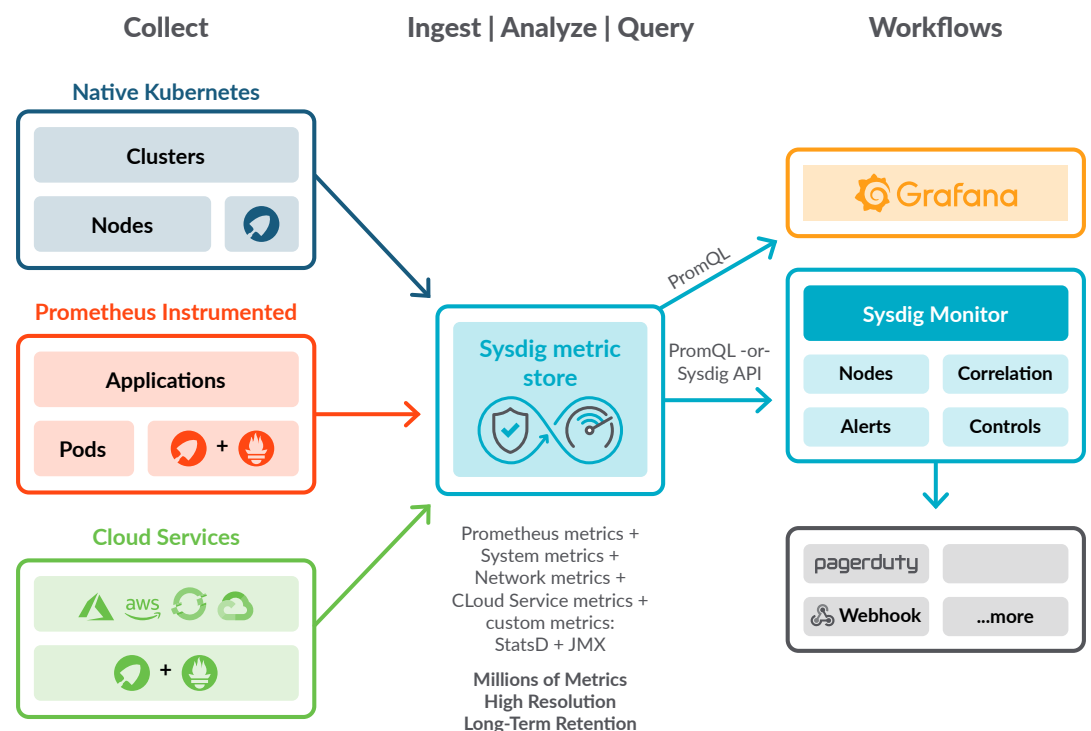 Collect
Ingest | Analyze | Query
Workflows
Native Kubernetes
Clusters
Nodes
Prometheus Instrumented
Applications
Pods
+
Cloud Services
aws
+
Sysdig metric
store
Prometheus metrics +
System metrics +
Network metrics +
CLoud Service metrics +
custom metrics:
StatsD + JMX
Millions of Metrics
High Resolution
Long-Term Retention
PromQL
PromQL -or-
Sysdig API
Grafana
Sysdig Monitor
Nodes
Correlation
Alerts
Controls
pagerduty
Webhook
...more